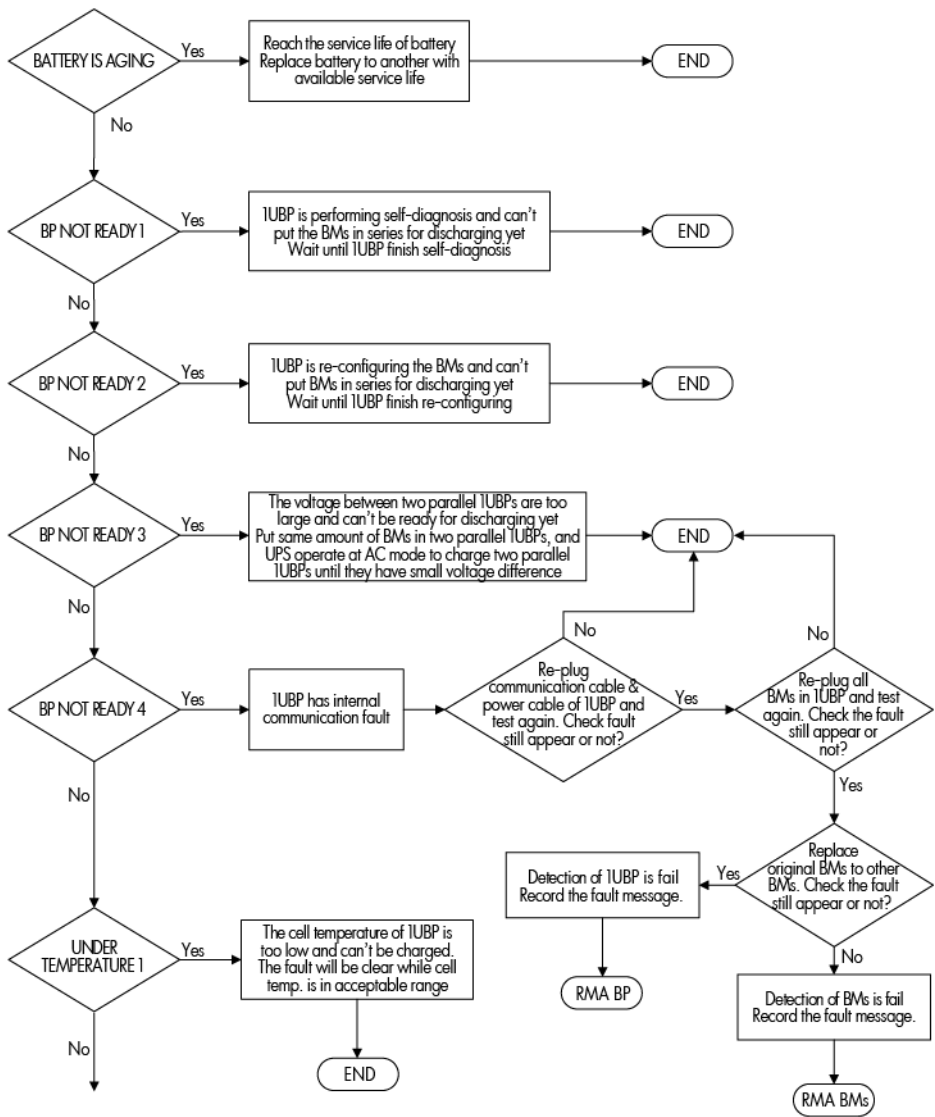 BATTERY IS AGING
Yes
Reach the service life of battery
Replace battery to another with
available service life
END
No
BP NOT READY 1
Yes
1UBP is performing self-diagnosis and can't
put the BMs in series for discharging yet
Wait until 1UBP finish self-diagnosis
END
No
BP NOT READY 2
Yes
1UBP is re-configuring the BMs and can't
put BMs in series for discharging yet
Wait until 1UBP finish re-configuring
END
No
BP NOT READY 3
Yes
The voltage between two parallel 1UBPs are too
large and can't be ready for discharging yet
Put same amount of BMs in two parallel 1UBPs, and
UPS operate at AC mode to charge two parallel
1UBPs until they have small voltage difference
END
No
BP NOT READY 4
Yes
1UBP has internal
communication fault
No
Re-plug
communication cable &
power cable of 1UBP and
test again. Check fault
still appear or not?
Yes
No
Re-plug all
BMs in 1UBP and test
again. Check the fault
still appear or
not?
Yes
Replace
original BMs to other
BMs. Check the fault
still appear or not?
Yes
Detection of 1UBP is fail
Record the fault message.
RMA BP
No
Detection of BMs is fail
Record the fault message.
RMA BMs
No
UNDER
TEMPERATURE 1
Yes
The cell temperature of 1UBP is
too low and can't be charged.
The fault will be clear while cell
temp. is in acceptable range
END
No